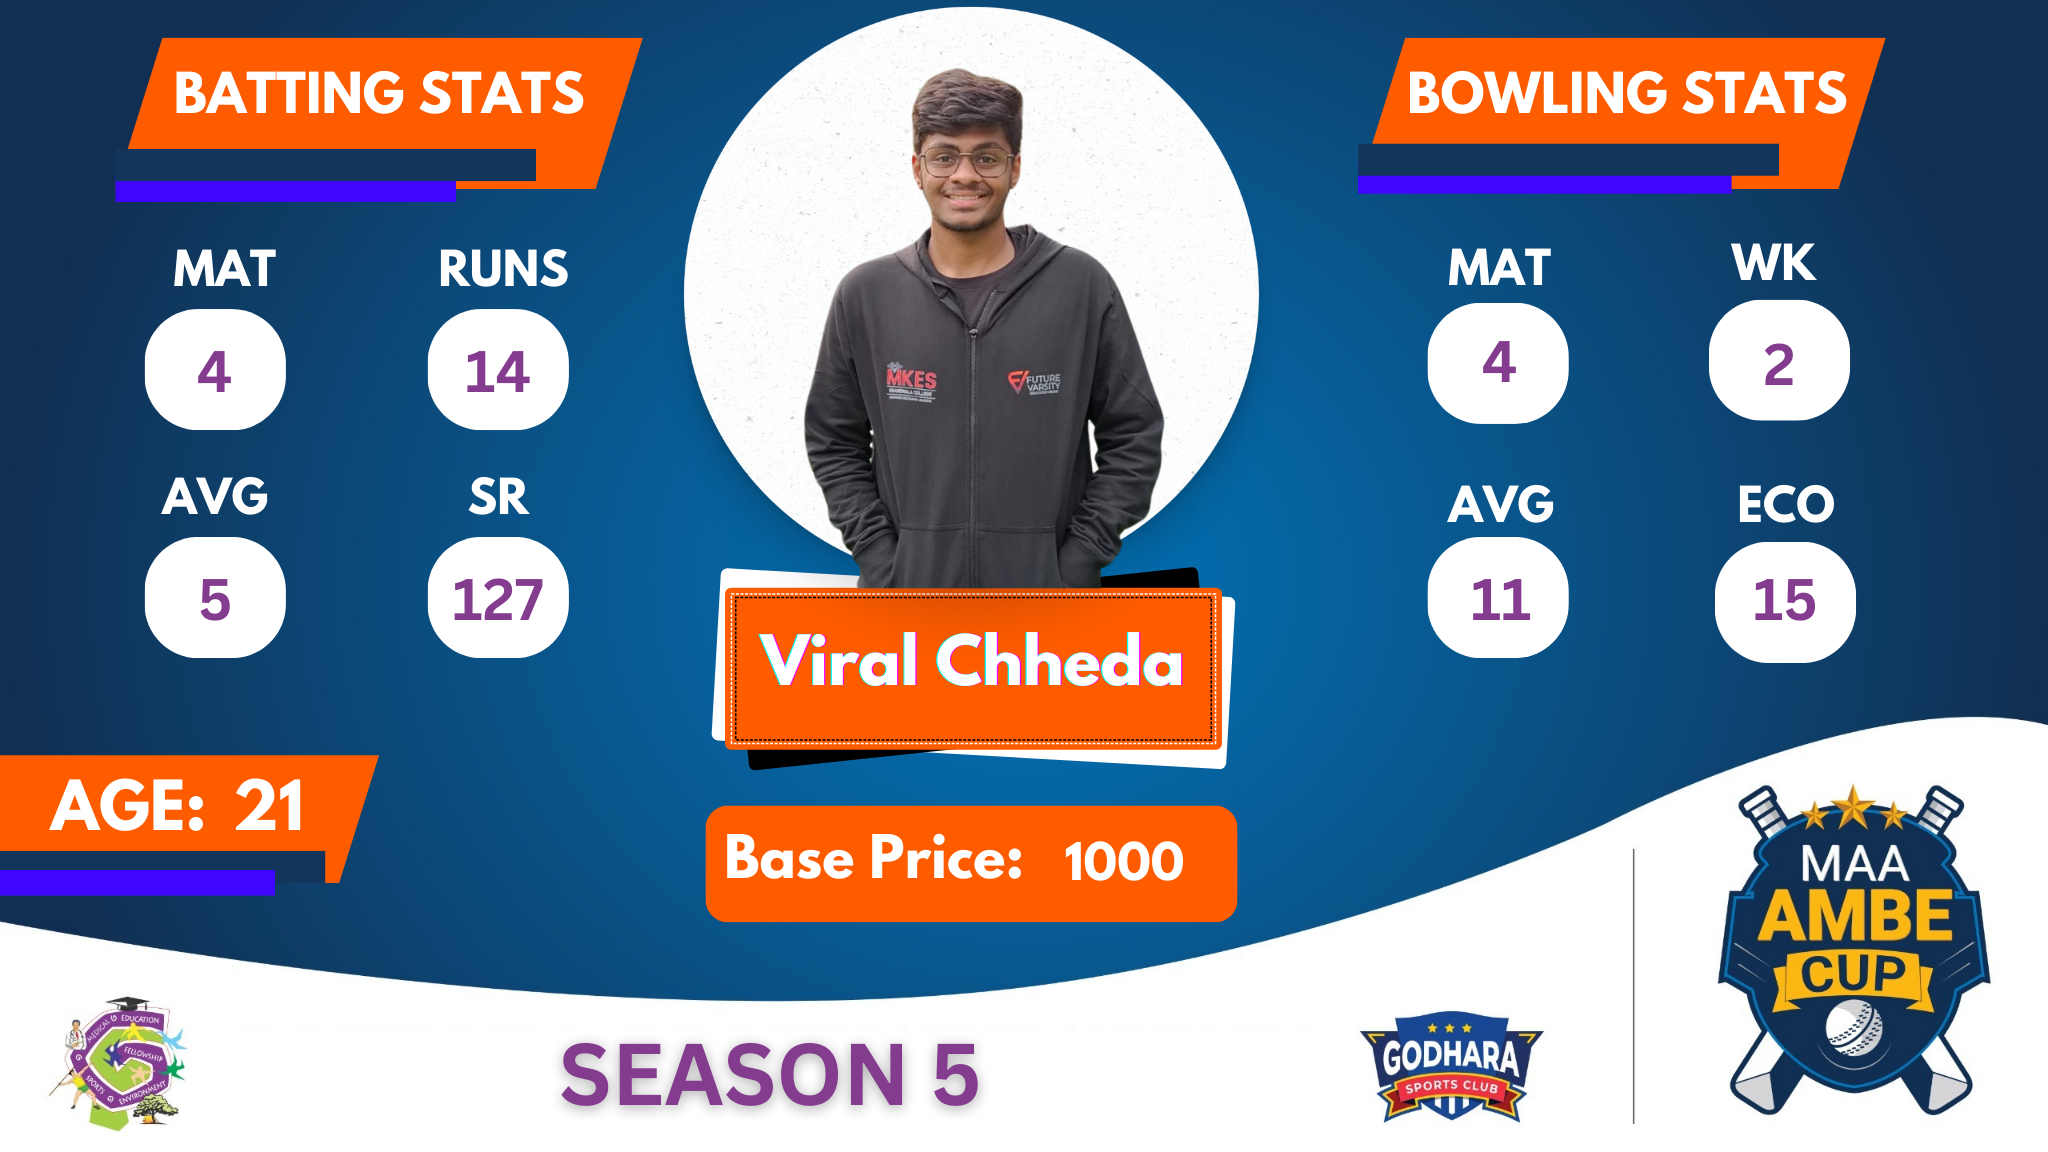 BATTING STATS
MAT
RUNS
4
14
AVG
SR
5
127
BOWLING STATS
MAT
WK
4
2
AVG
ECO
11
15
MKES
FUTURE
VARSITY
Viral Chheda
AGE: 21
Base Price: 1000
MEDICAL G EDUCATION
FELLOWSHIP
G SPORTS G ENVIRONMENT
SEASON 5
GODHARA
SPORTS CLUB
MAA
AMBE
CUP